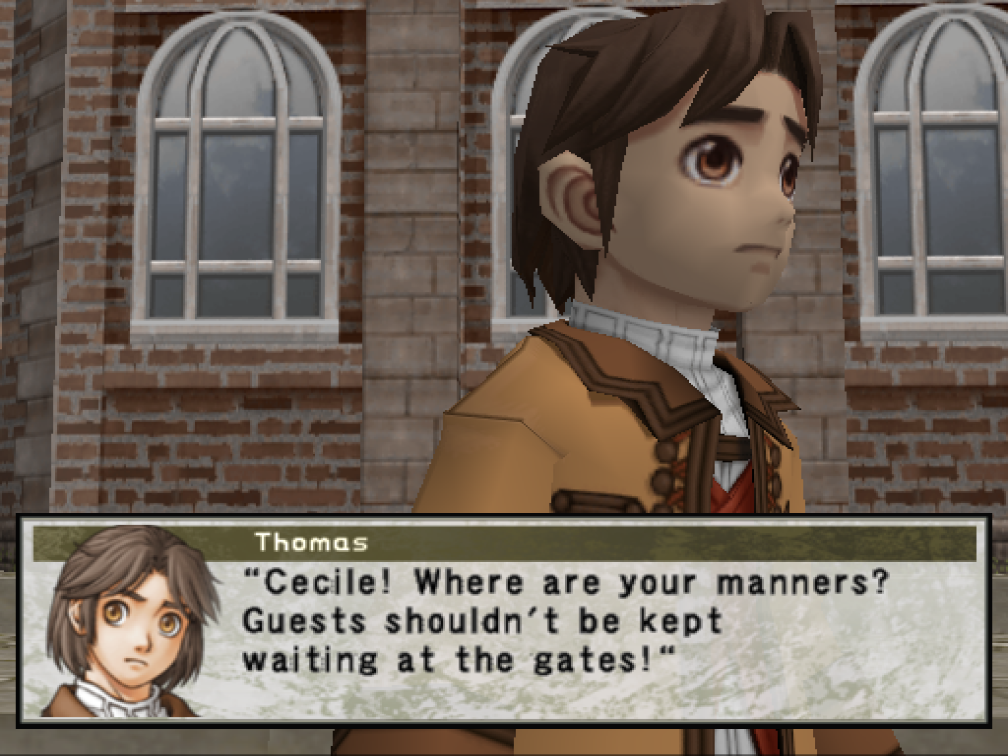 Thomas
“Cecile! Where are your manners?
Guests shouldn't be kept
waiting at the gates!“